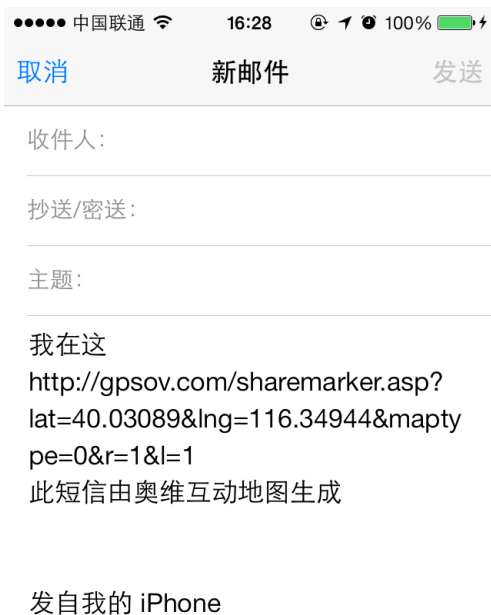 中国联通 16:28 100%
取消 新邮件 发送
收件人:
抄送/密送:
主题:
我在这
http://gpsov.com/sharemarker.asp?
lat=40.03089&lng=116.34944&mapty
pe=0&r=1&l=1
此短信由奥维互动地图生成
发自我的 iPhone